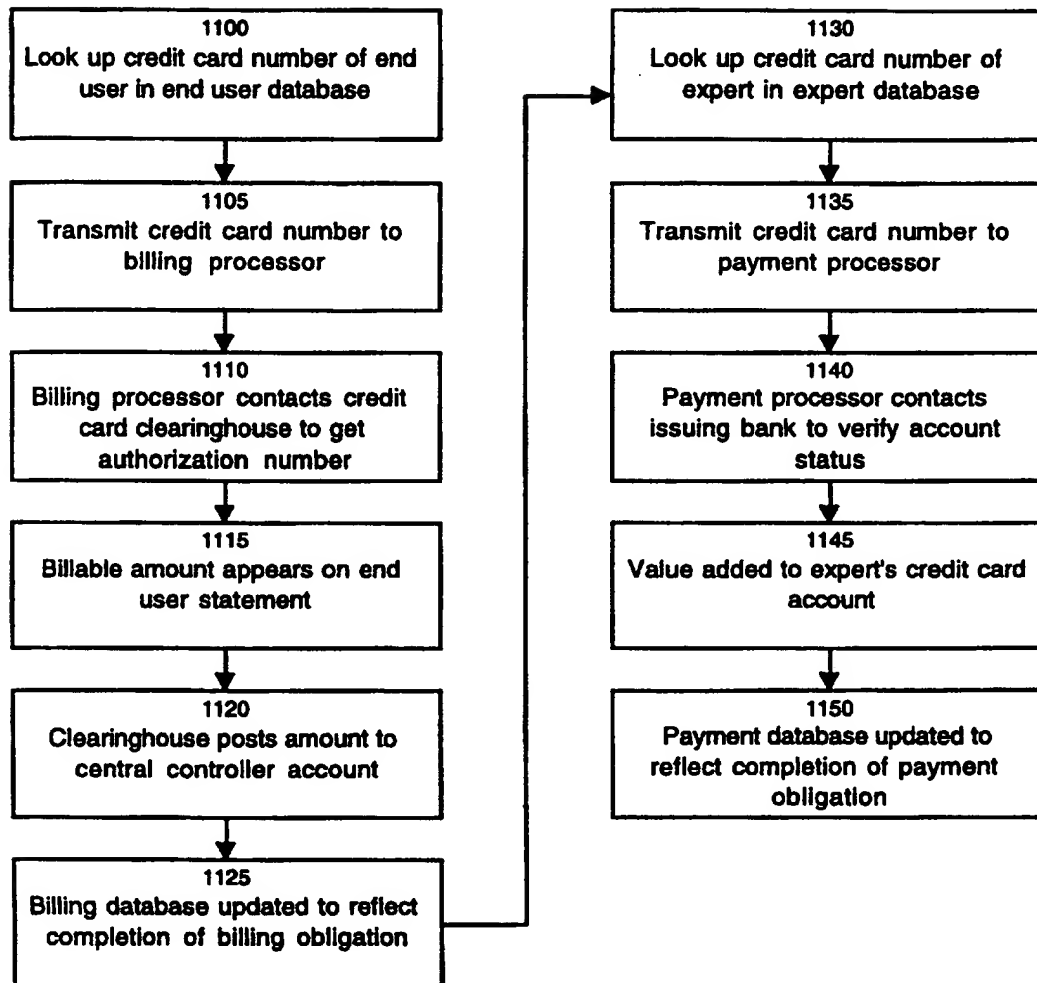 1100
Look up credit card number of end
user in end user database
1105
Transmit credit card number to
billing processor
1110
Billing processor contacts credit
card clearinghouse to get
authorization number
1115
Billable amount appears on end
user statement
1120
Clearinghouse posts amount to
central controller account
1125
Billing database updated to reflect
completion of billing obligation
1130
Look up credit card number of
expert in expert database
1135
Transmit credit card number to
payment processor
1140
Payment processor contacts
issuing bank to verify account
status
1145
Value added to expert's credit card
account
1150
Payment database updated to
reflect completion of payment
obligation